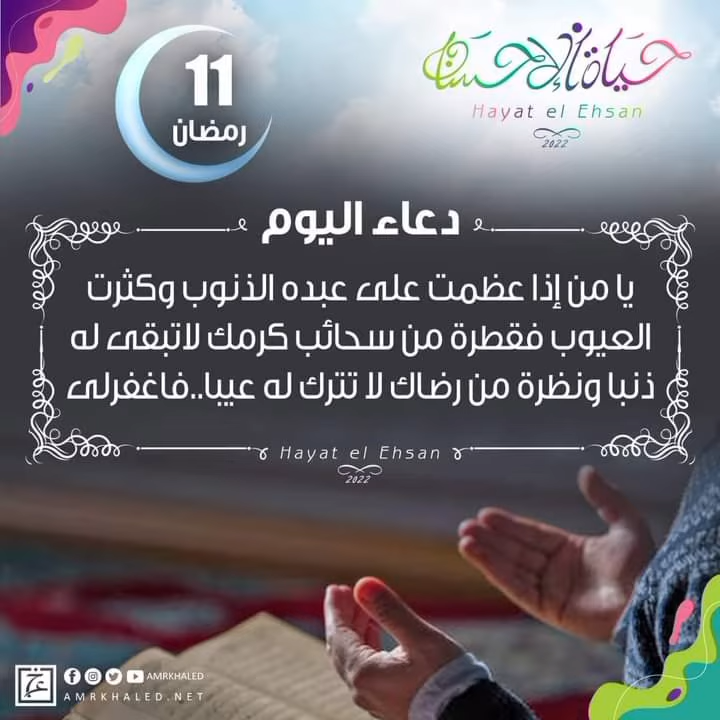 11
رمضان
حياة الإحسان
Hayat el Ehsan
2022
دعاء اليوم
يا من إذا عظمت على عبده الذنوب وكثرت
العيوب فقطرة من سحائب كرمك لاتبقى له
ذنبا ونظرة من رضاك لا تترك له عيبا..فاغفرلى
Hayat el Ehsan
2022
AMRKHALED
AMRKHALED.NET